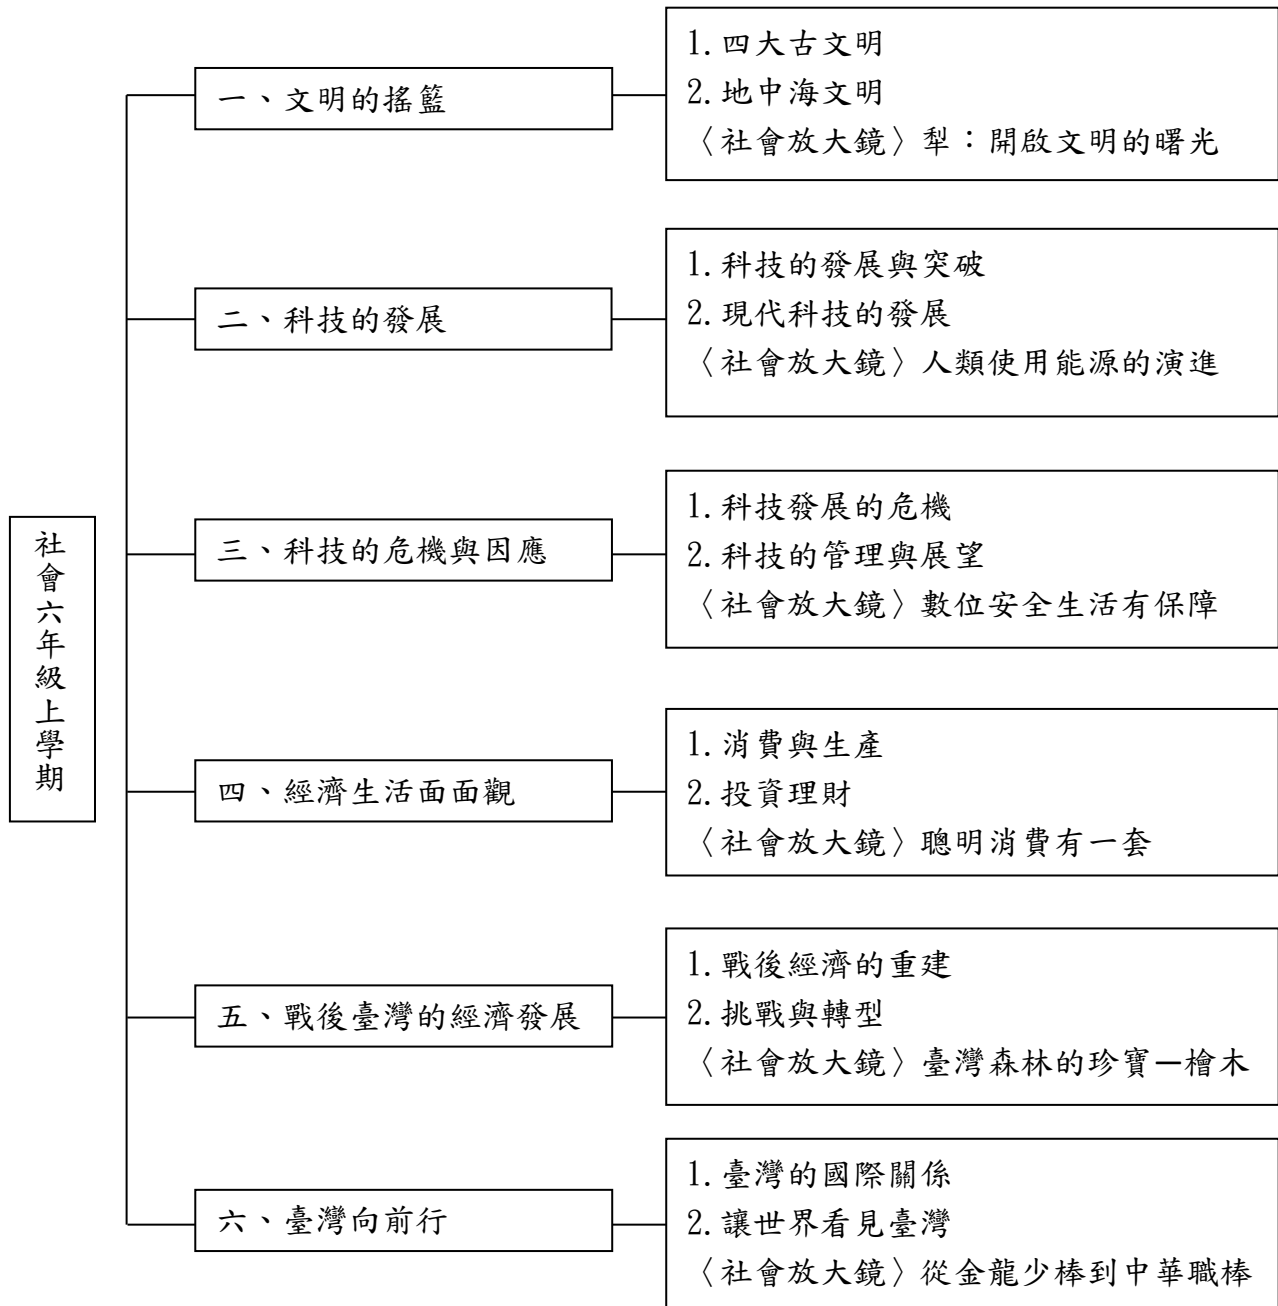 社會六年級上學期
一、文明的搖籃
1.四大古文明
2.地中海文明
〈社會放大鏡〉犁：開啟文明的曙光
二、科技的發展
1.科技的發展與突破
2.現代科技的發展
〈社會放大鏡〉人類使用能源的演進
三、科技的危機與因應
1.科技發展的危機
2.科技的管理與展望
〈社會放大鏡〉數位安全生活有保障
四、經濟生活面面觀
1.消費與生產
2.投資理財
〈社會放大鏡〉聰明消費有一套
五、戰後臺灣的經濟發展
1.戰後經濟的重建
2.挑戰與轉型
〈社會放大鏡〉臺灣森林的珍寶—檜木
六、臺灣向前行
1.臺灣的國際關係
2.讓世界看見臺灣
〈社會放大鏡〉從金龍少棒到中華職棒